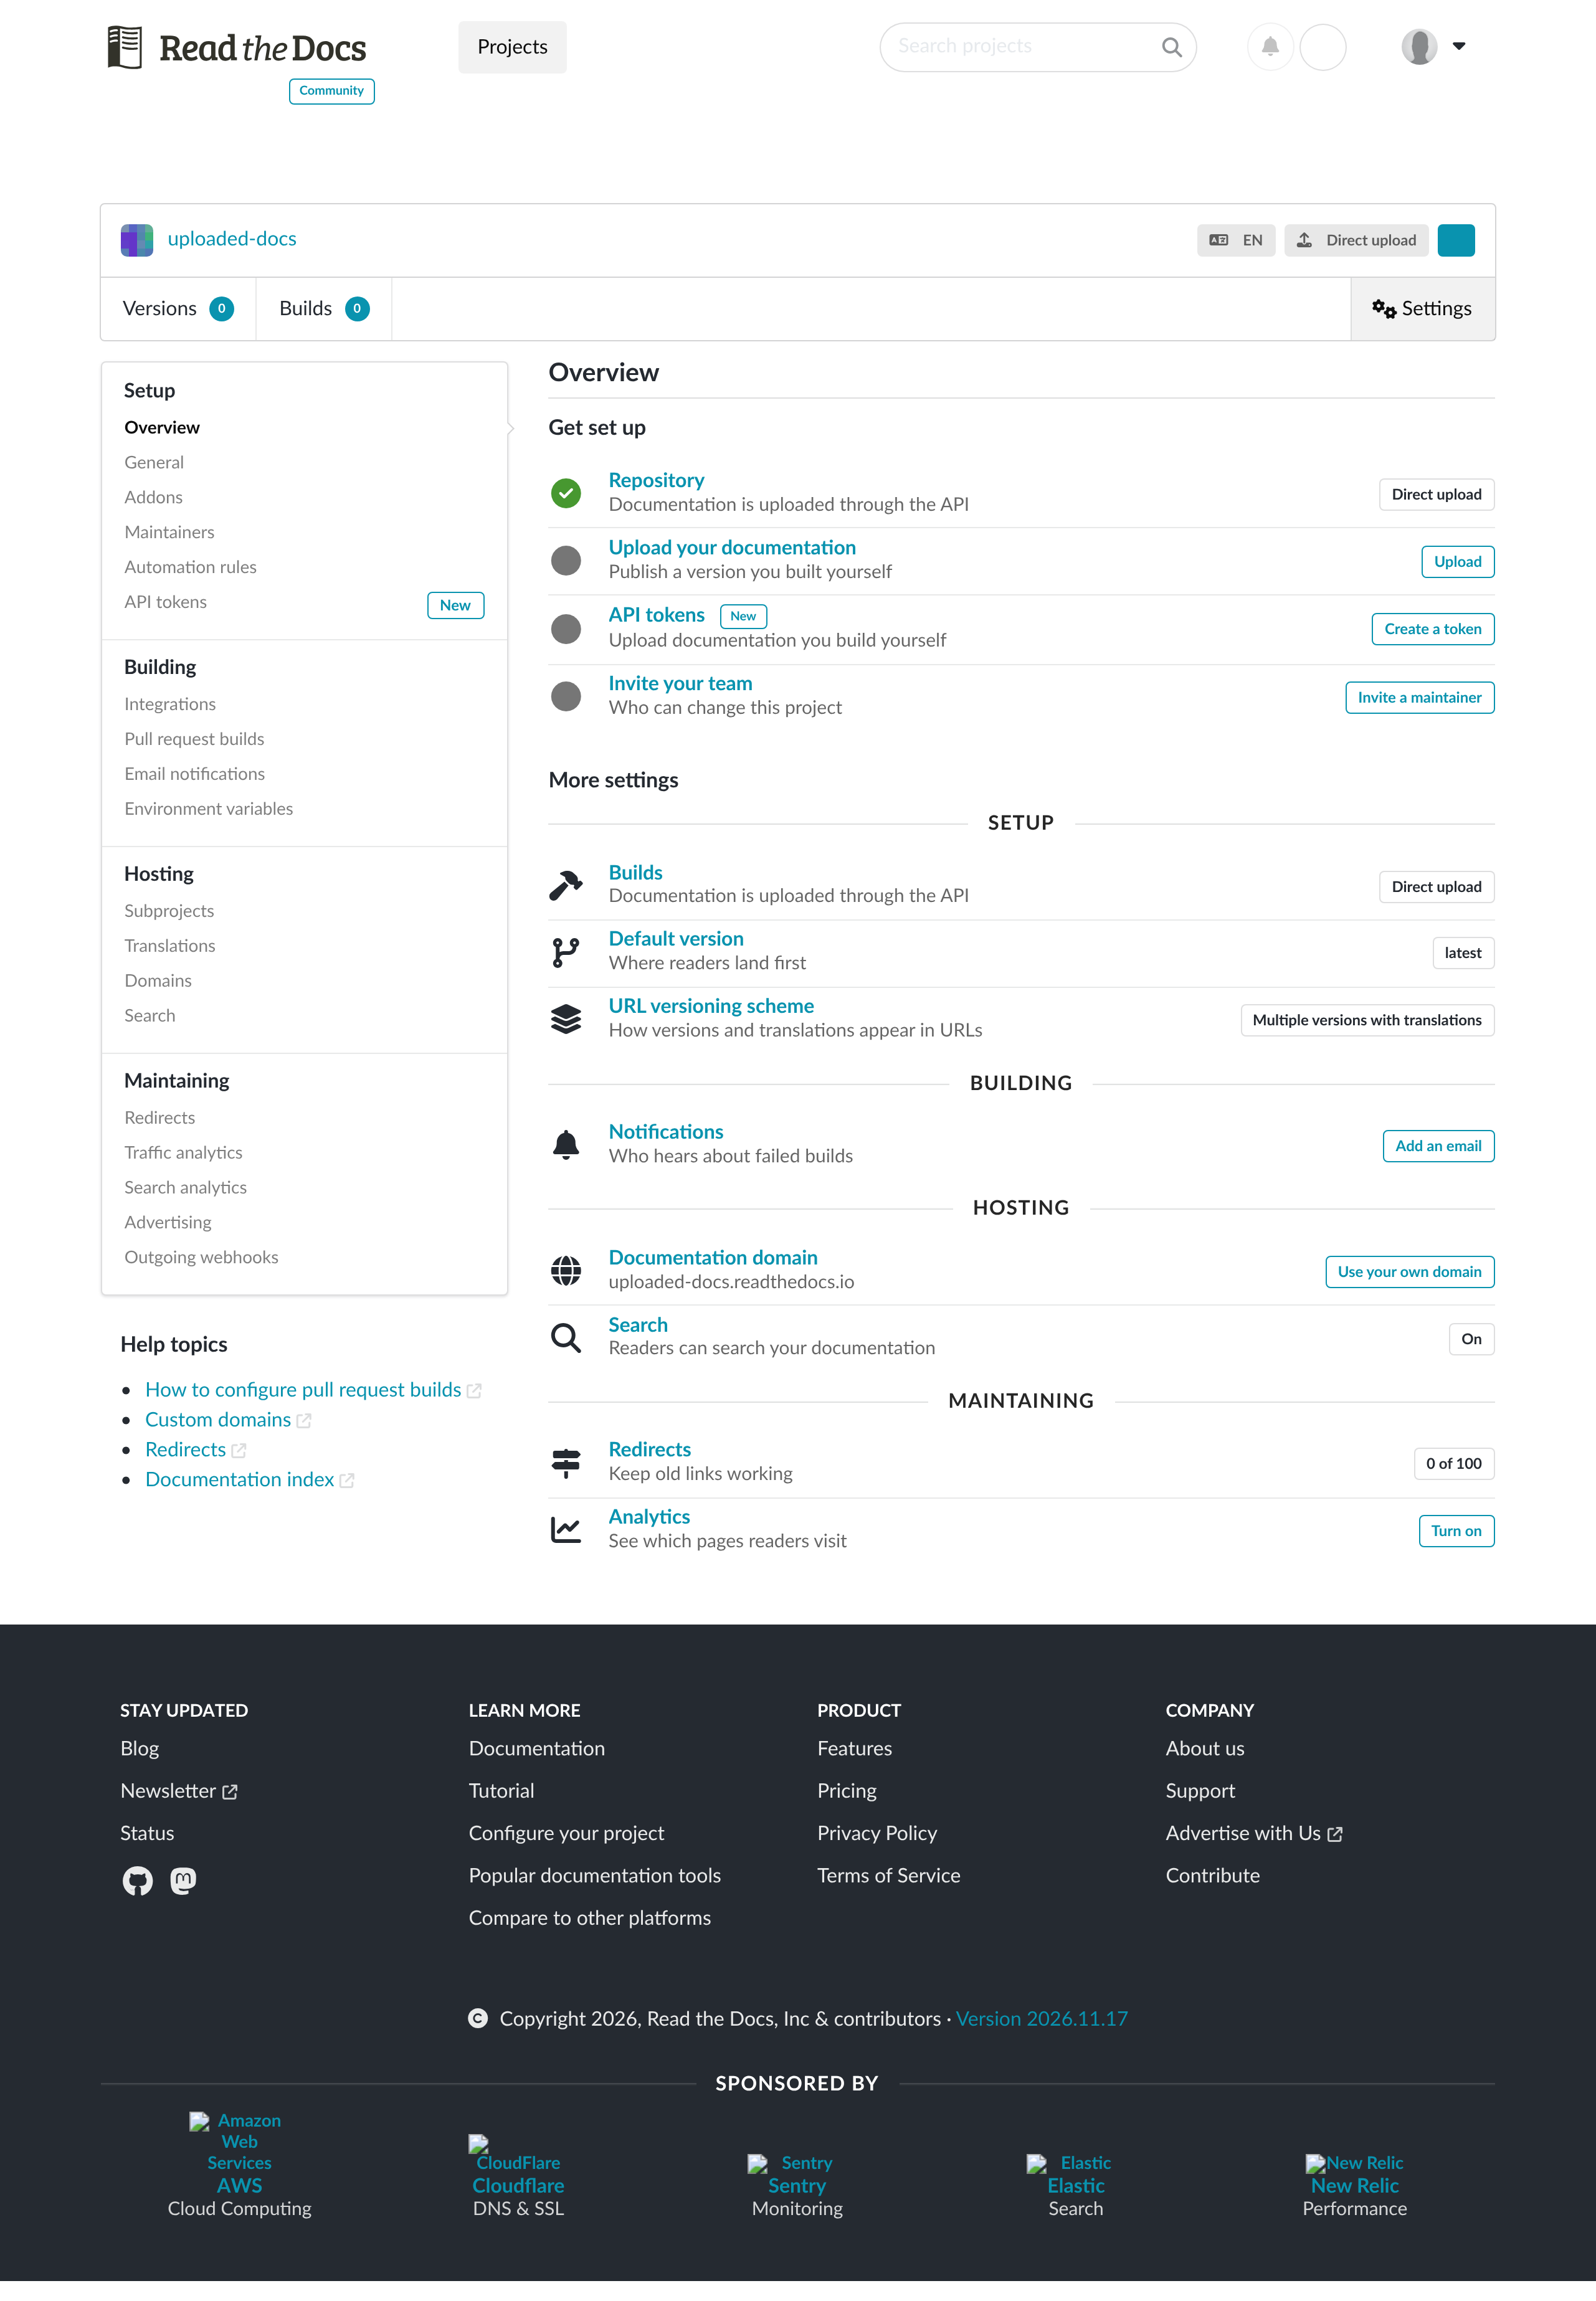 Read the Docs
Community
Projects
Search projects
uploaded-docs
EN
Direct upload
Versions 0
Builds 0
Settings
Setup
Overview
General
Addons
Maintainers
Automation rules
API tokens New
Building
Integrations
Pull request builds
Email notifications
Environment variables
Hosting
Subprojects
Translations
Domains
Search
Maintaining
Redirects
Traffic analytics
Search analytics
Advertising
Outgoing webhooks
Help topics
How to configure pull request builds
Custom domains
Redirects
Documentation index
Overview
Get set up
Repository
Documentation is uploaded through the API
Direct upload
Upload your documentation
Publish a version you built yourself
Upload
API tokens New
Upload documentation you build yourself
Create a token
Invite your team
Who can change this project
Invite a maintainer
More settings
SETUP
Builds
Documentation is uploaded through the API
Direct upload
Default version
Where readers land first
latest
URL versioning scheme
How versions and translations appear in URLs
Multiple versions with translations
BUILDING
Notifications
Who hears about failed builds
Add an email
HOSTING
Documentation domain
uploaded-docs.readthedocs.io
Use your own domain
Search
Readers can search your documentation
On
MAINTAINING
Redirects
Keep old links working
0 of 100
Analytics
See which pages readers visit
Turn on
STAY UPDATED
Blog
Newsletter
Status
LEARN MORE
Documentation
Tutorial
Configure your project
Popular documentation tools
Compare to other platforms
PRODUCT
Features
Pricing
Privacy Policy
Terms of Service
COMPANY
About us
Support
Advertise with Us
Contribute
Copyright 2026, Read the Docs, Inc & contributors · Version 2026.11.17
SPONSORED BY
Amazon
Web
Services
AWS
Cloud Computing
CloudFlare
Cloudflare
DNS & SSL
Sentry
Sentry
Monitoring
Elastic
Elastic
Search
New Relic
New Relic
Performance